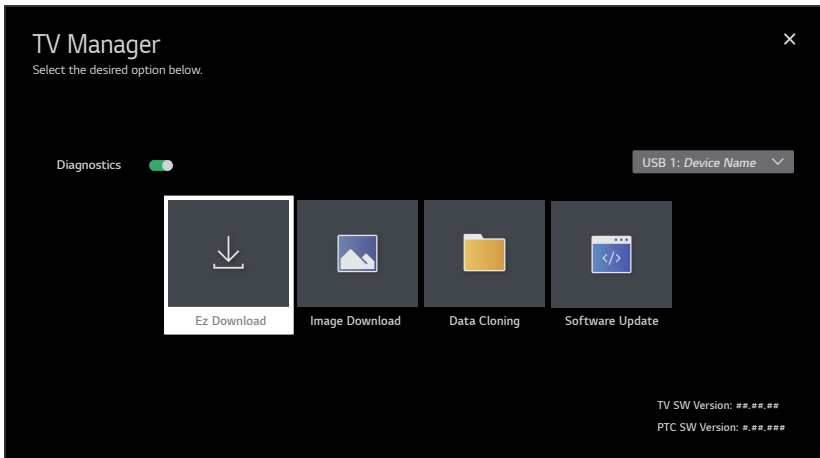 TV Manager
Select the desired option below.
Diagnostics
USB 1: Device Name
</>
Ez Download
Image Download
Data Cloning
Software Update
TV SW Version: ##.##.##
PTC SW Version: #.##.###